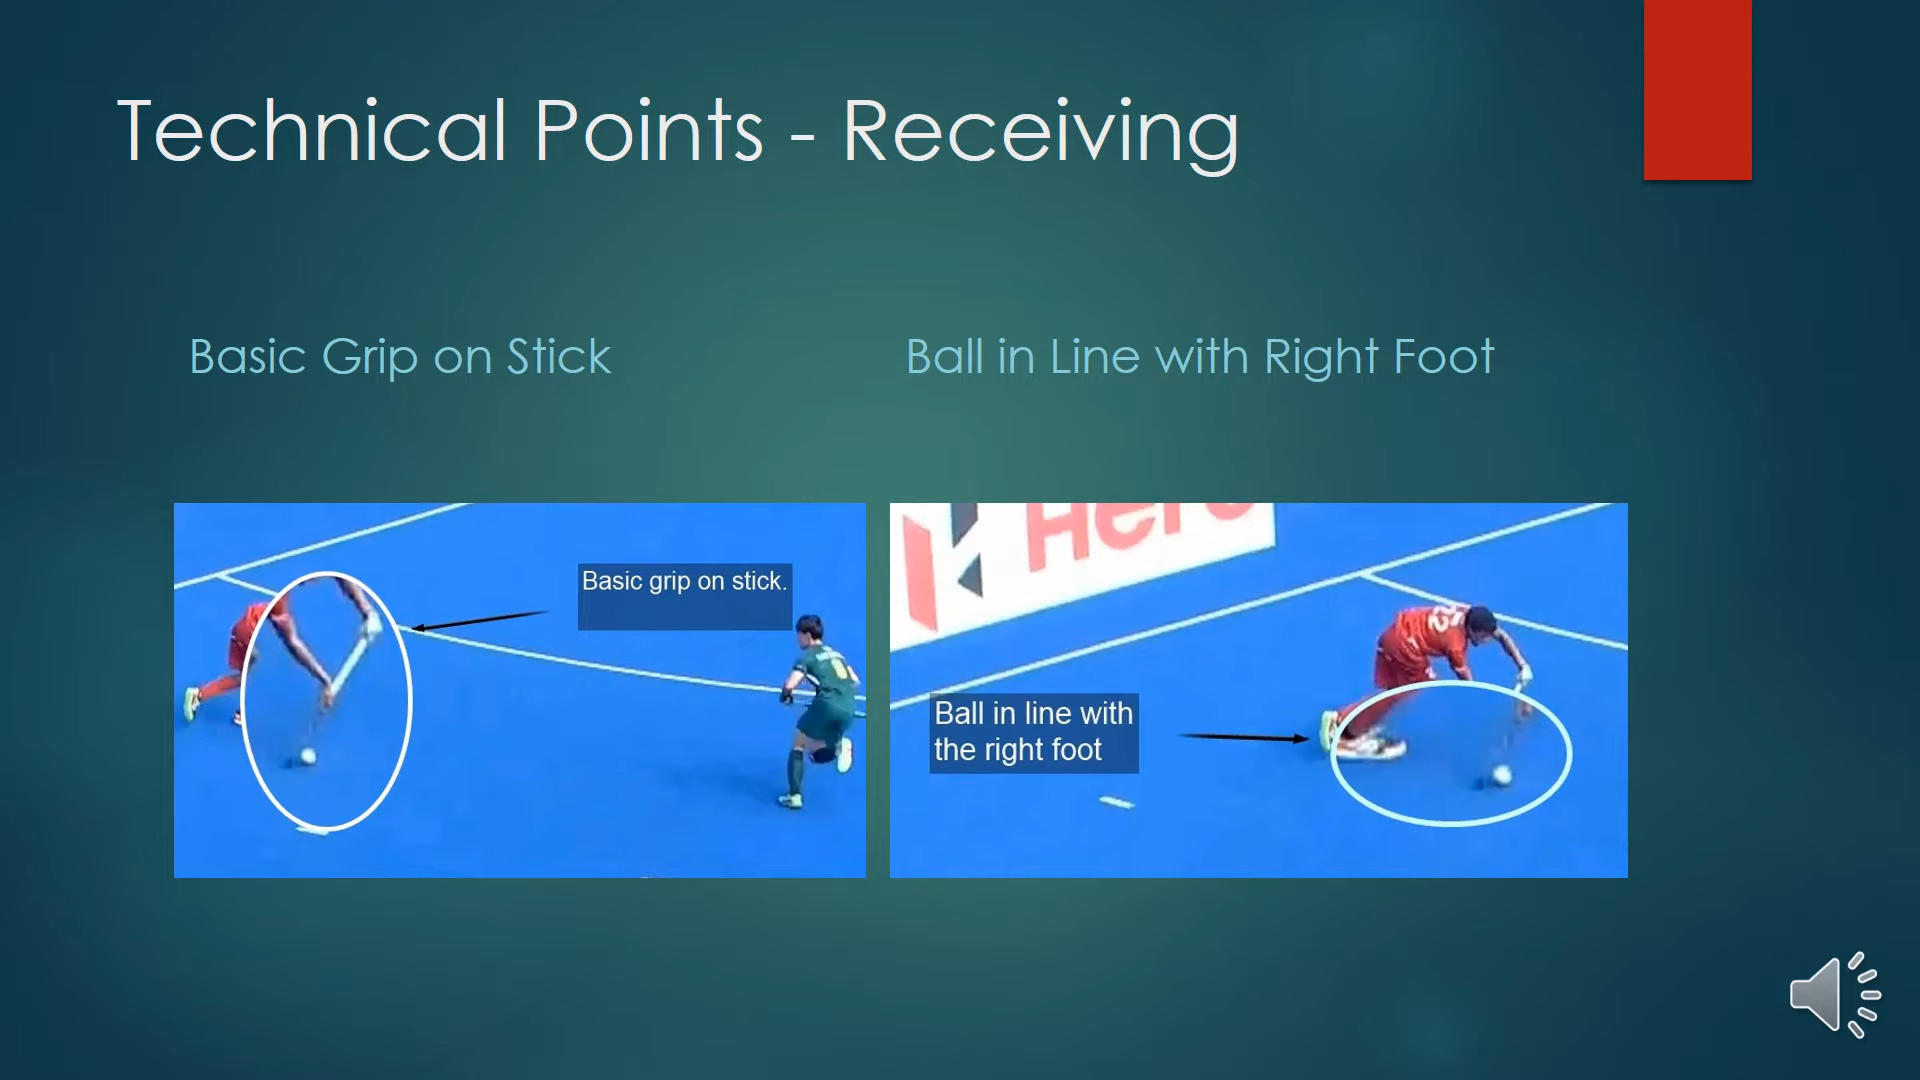 Technical Points - Receiving
Basic Grip on Stick
Ball in Line with Right Foot
Basic grip on stick.
Hero
Ball in line with
the right foot